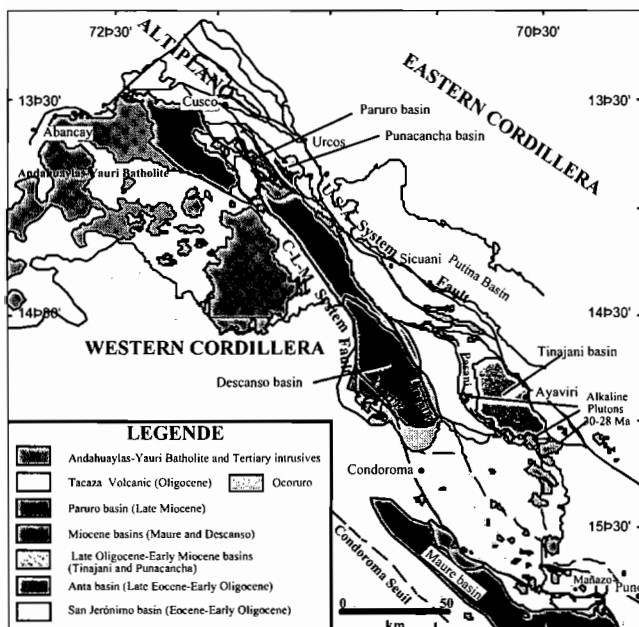 72Þ30'
70Þ30'
ALTIPLANO
EASTERN CORDILLERA
13Þ30'
13Þ30'
Cusco
Paruro basin
Abancay
Urcos
Punacancha basin
Andahuaylas-Yauri Batholite
U.S.A. System Fault
Sicuani
Putina Basin
C-L-M System Fault
14Þ30'
WESTERN CORDILLERA
Tinajani basin
Descanso basin
Pasani
Ayaviri
Alkaline
Plutons
30-28 Ma
LEGENDE
Andahuaylas-Yauri Batholite and Tertiary intrusives
Tacaza Volcanic (Oligocene)
Ocoruro
Paruro basin (Late Miocene)
Miocene basins (Maure and Descanso)
Late Oligocene-Early Miocene basins
(Tinajani and Punacancha)
Anta basin (Late Eocene-Early Oligocene)
San Jerónimo basin (Eocene-Early Oligocene)
Condoroma
15Þ30'
Condoroma Seuil
Maure basin
Mañazo
Puno
0
50
km